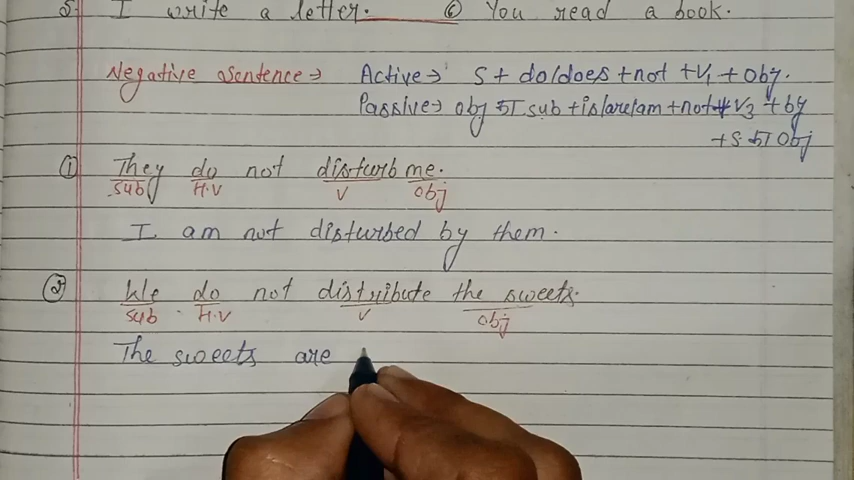 5. I write a letter. ⑥ You read a book.
Negative Sentence → Active → S + do/does + not + V₁ + Obj.
Passive → obj का sub + is/are/am + not + V₃ + by
+ S का Obj
① They do not disturb me.
sub H.V V obj
I am not disturbed by them.
② We do not distribute the sweets.
sub H.V V obj
The sweets are